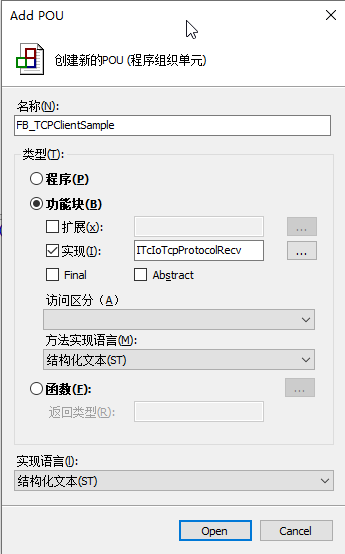 Add POU
创建新的POU (程序组织单元)
名称(N):
FB_TCPClientSample
类型(T):
程序(P)
功能块(B)
扩展(x):
...
实现(I):
ITcIoTcpProtocolRecv
...
Final
Abstract
访问区分（A）
方法实现语言(M):
结构化文本(ST)
函数(F):
...
返回类型(R):
实现语言(I):
结构化文本(ST)
Open
Cancel